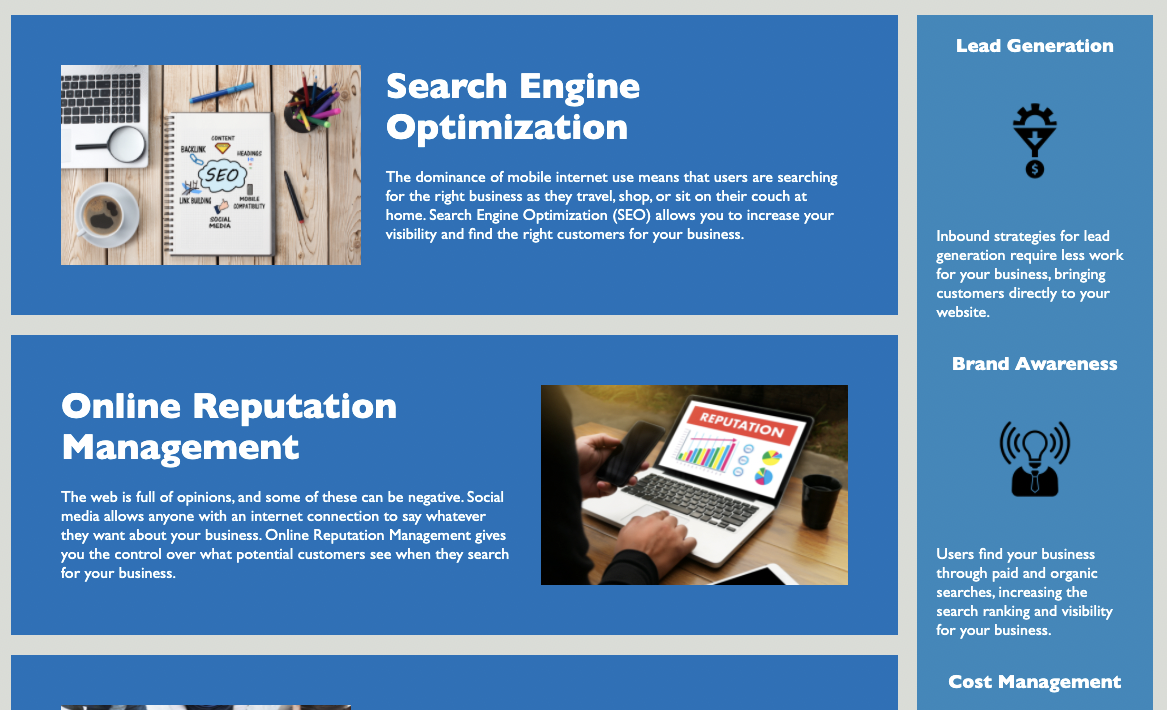 Search Engine
Optimization
The dominance of mobile internet use means that users are searching
for the right business as they travel, shop, or sit on their couch at
home. Search Engine Optimization (SEO) allows you to increase your
visibility and find the right customers for your business.
CONTENT
BACKLINK
HEADINGS
SEO
LINK BUILDING
MOBILE
COMPATIBILITY
SOCIAL
MEDIA
Online Reputation
Management
The web is full of opinions, and some of these can be negative. Social
media allows anyone with an internet connection to say whatever
they want about your business. Online Reputation Management gives
you the control over what potential customers see when they search
for your business.
REPUTATION
Lead Generation
$
Inbound strategies for lead
generation require less work
for your business, bringing
customers directly to your
website.
Brand Awareness
Users find your business
through paid and organic
searches, increasing the
search ranking and visibility
for your business.
Cost Management